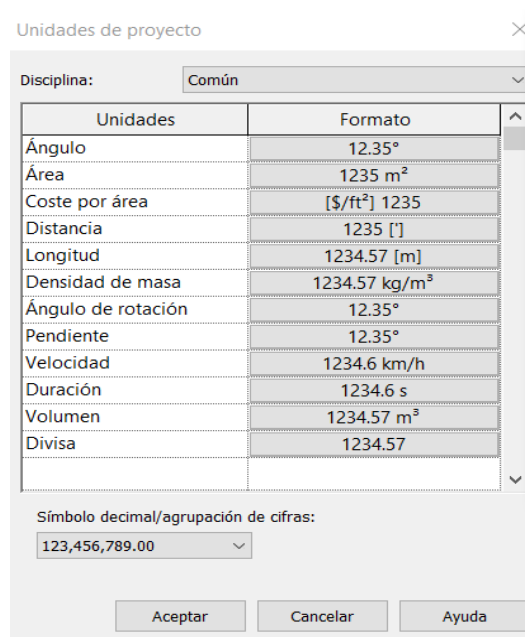 Unidades de proyecto
Disciplina: Común
Unidades Formato
Ángulo 12.35°
Área 1235 m²
Coste por área [$/ft²] 1235
Distancia 1235 [']
Longitud 1234.57 [m]
Densidad de masa 1234.57 kg/m³
Ángulo de rotación 12.35°
Pendiente 12.35°
Velocidad 1234.6 km/h
Duración 1234.6 s
Volumen 1234.57 m³
Divisa 1234.57
Símbolo decimal/agrupación de cifras:
123,456,789.00
Aceptar Cancelar Ayuda